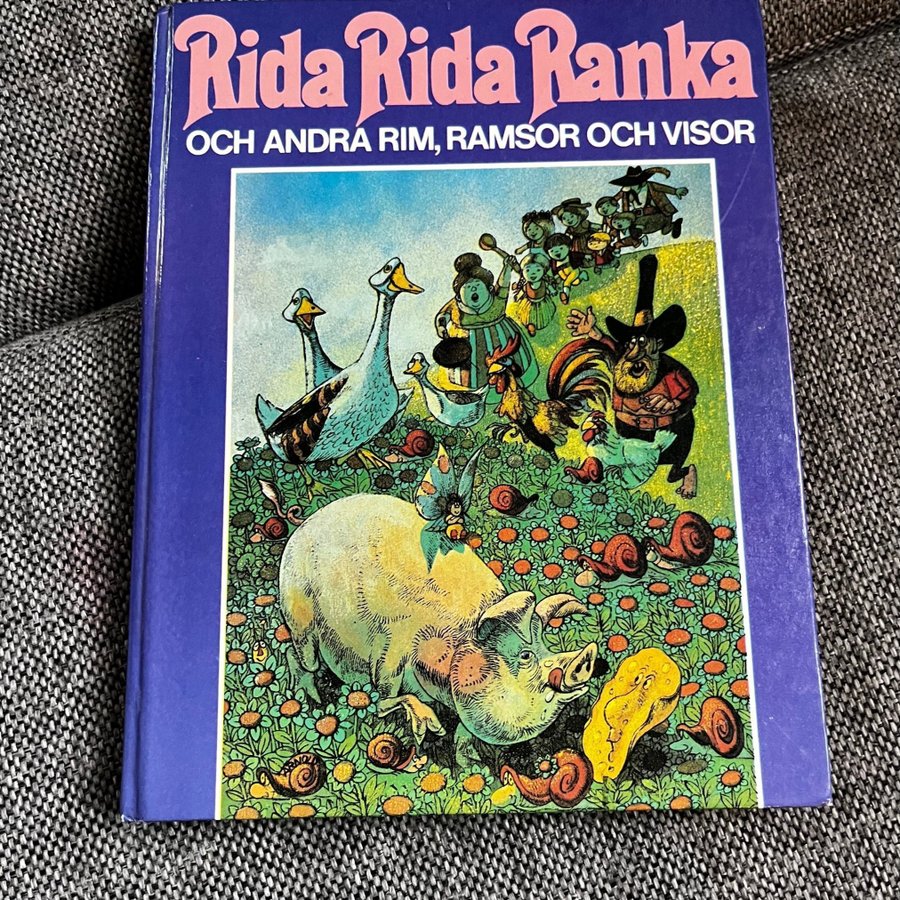 Rida Rida Ranka
OCH ANDRA RIM, RAMSOR OCH VISOR